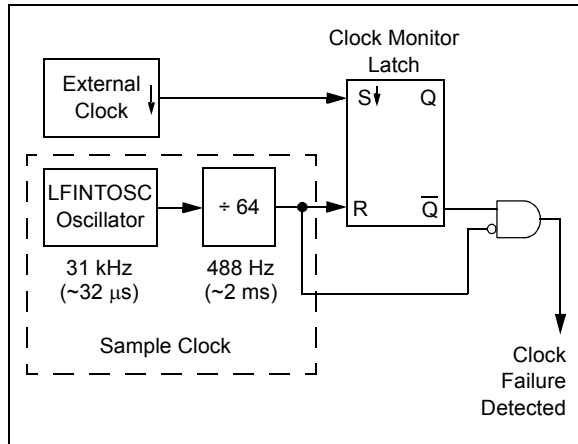 Clock Monitor
Latch
External
Clock
S
Q
LFINTOSC
Oscillator
÷ 64
R
Q
31 kHz
(~32 μs)
488 Hz
(~2 ms)
Sample Clock
Clock
Failure
Detected